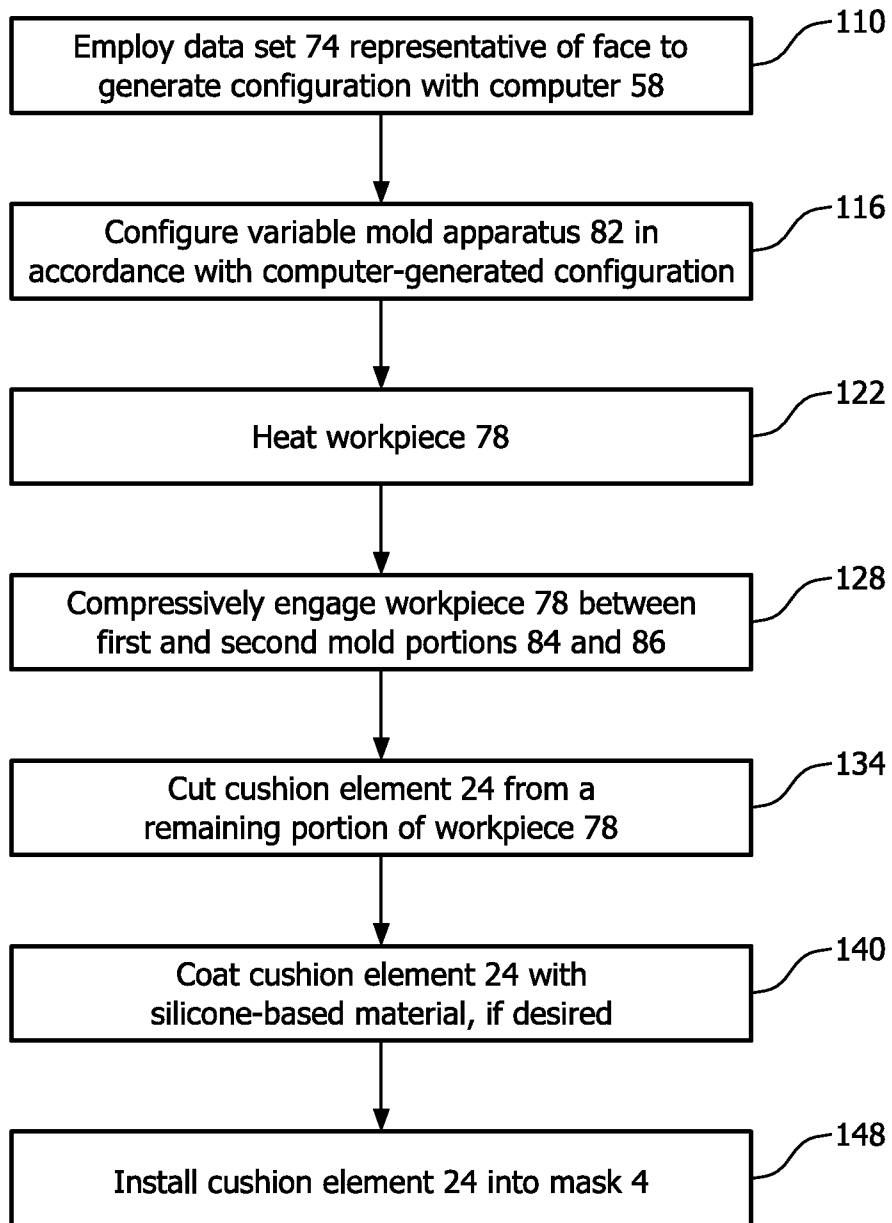 110
Employ data set 74 representative of face to
generate configuration with computer 58
116
Configure variable mold apparatus 82 in
accordance with computer-generated configuration
122
Heat workpiece 78
128
Compressively engage workpiece 78 between
first and second mold portions 84 and 86
134
Cut cushion element 24 from a
remaining portion of workpiece 78
140
Coat cushion element 24 with
silicone-based material, if desired
148
Install cushion element 24 into mask 4